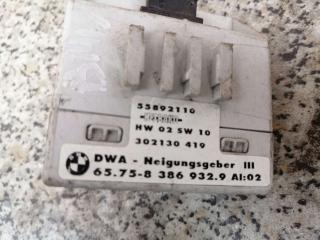 55892110
HW 02 SW 10
302130 419
DWA - Neigungsgeber III
65.75-8 386 932.9 AI:02